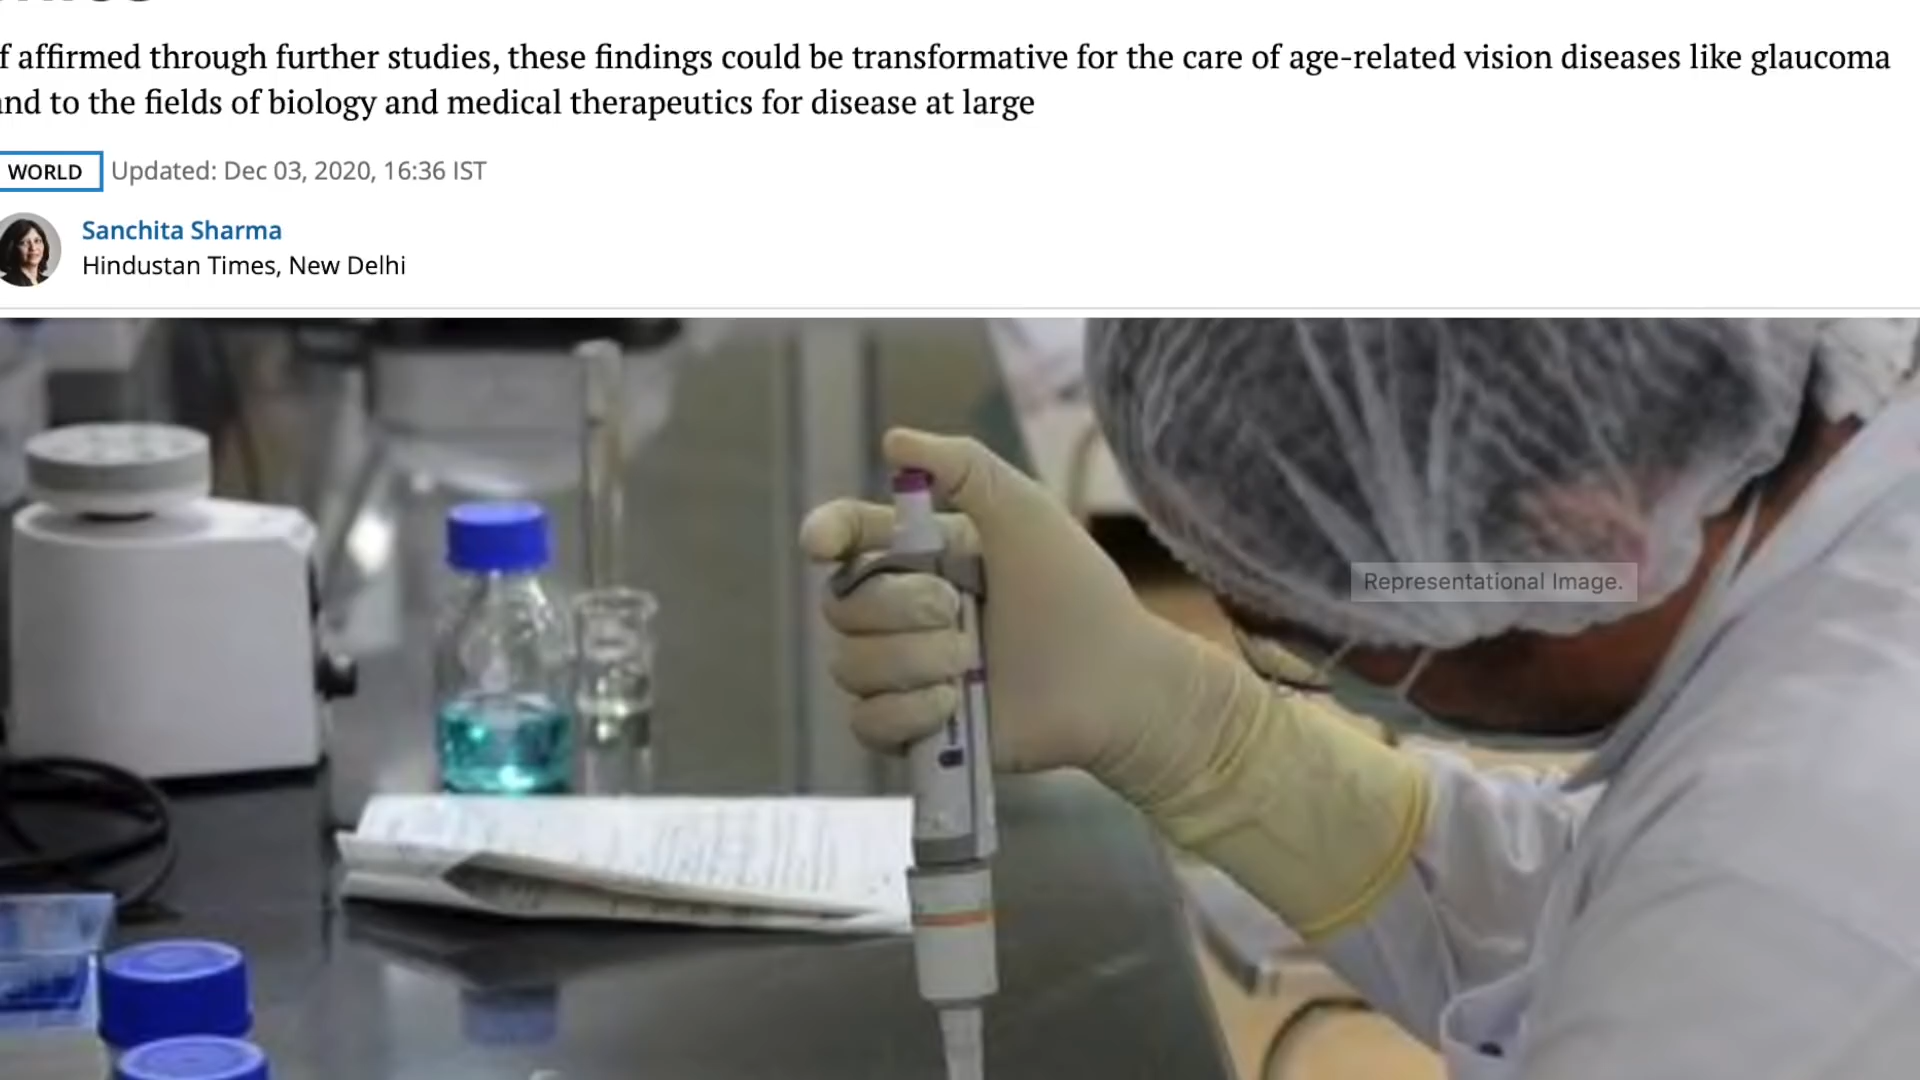 f affirmed through further studies, these findings could be transformative for the care of age-related vision diseases like glaucoma
nd to the fields of biology and medical therapeutics for disease at large
WORLD Updated: Dec 03, 2020, 16:36 IST
Sanchita Sharma
Hindustan Times, New Delhi
Representational Image.